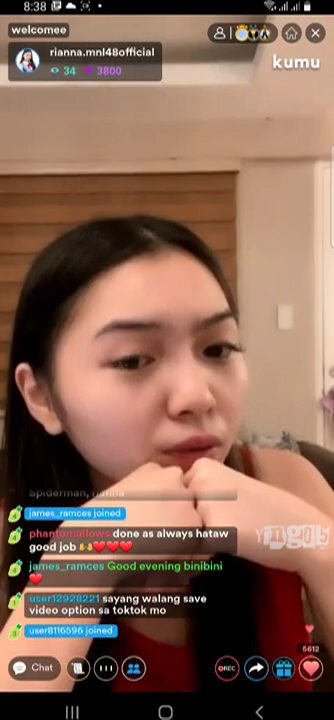 8:38
welcomee
rianna.mnl48official
34 3800
kumu
Spiderman,
james_ramces joined
phantomallows done as always hataw
good job
james_ramces Good evening binibini
user12928221 sayang walang save
video option sa toktok mo
user8116596 joined
5612
Chat
REC